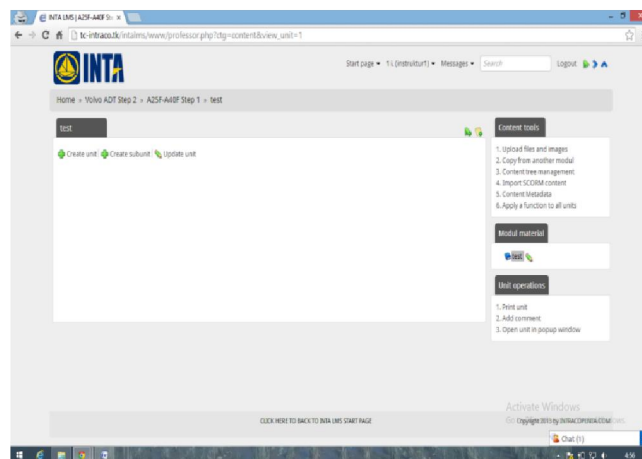 INTA LMS | A25F-A40F Ste
tc-intraco.tk/intalms/www/professor.php?ctg=content&view_unit=1
INTA
Start page Messages Search Logout
Home » Volvo ADT Step 2 » A25F-A40F Step 1 » test
test
Create unit Create subunit Update unit
Content tools
1. Upload files and images
2. Copy from another modul
3. Content tree management
4. Import SCORM content
5. Content Metadata
6. Apply a function to all units
Modul material
test
Unit operations
1. Print unit
2. Add comment
3. Open unit in popup window
Activate Windows
CLICK HERE TO BACK TO INTA LMS START PAGE
Chat (1)
4:56